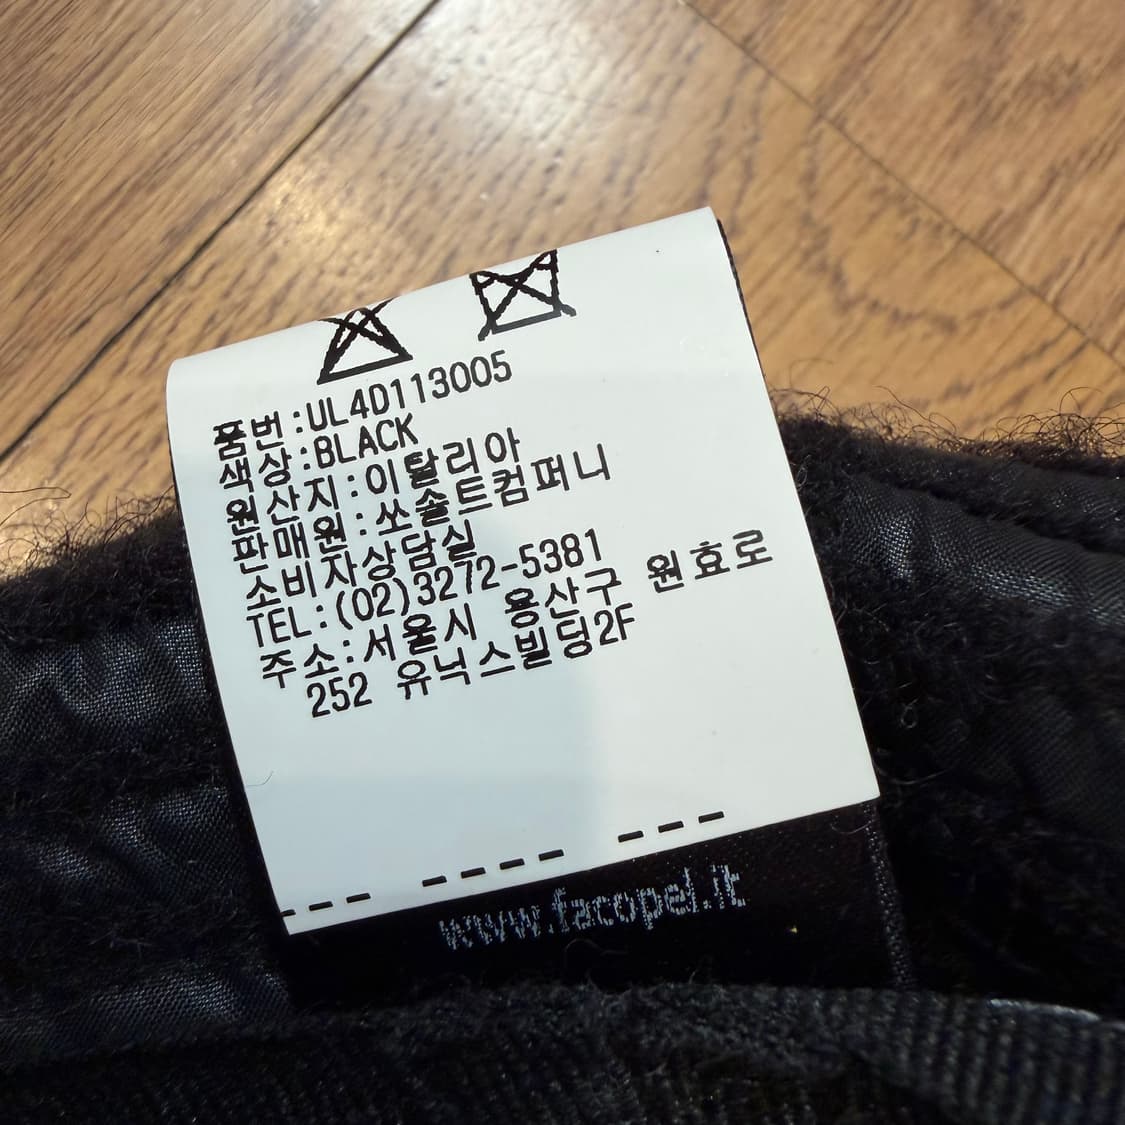 품번:UL4D113005
색상:BLACK
원산지:이탈리아
판매원:쏘솔트컴퍼니
소비자상담실
TEL:(02)3272-5381
주소:서울시 용산구 원효로
252 유닉스빌딩2F
www.facopel.it